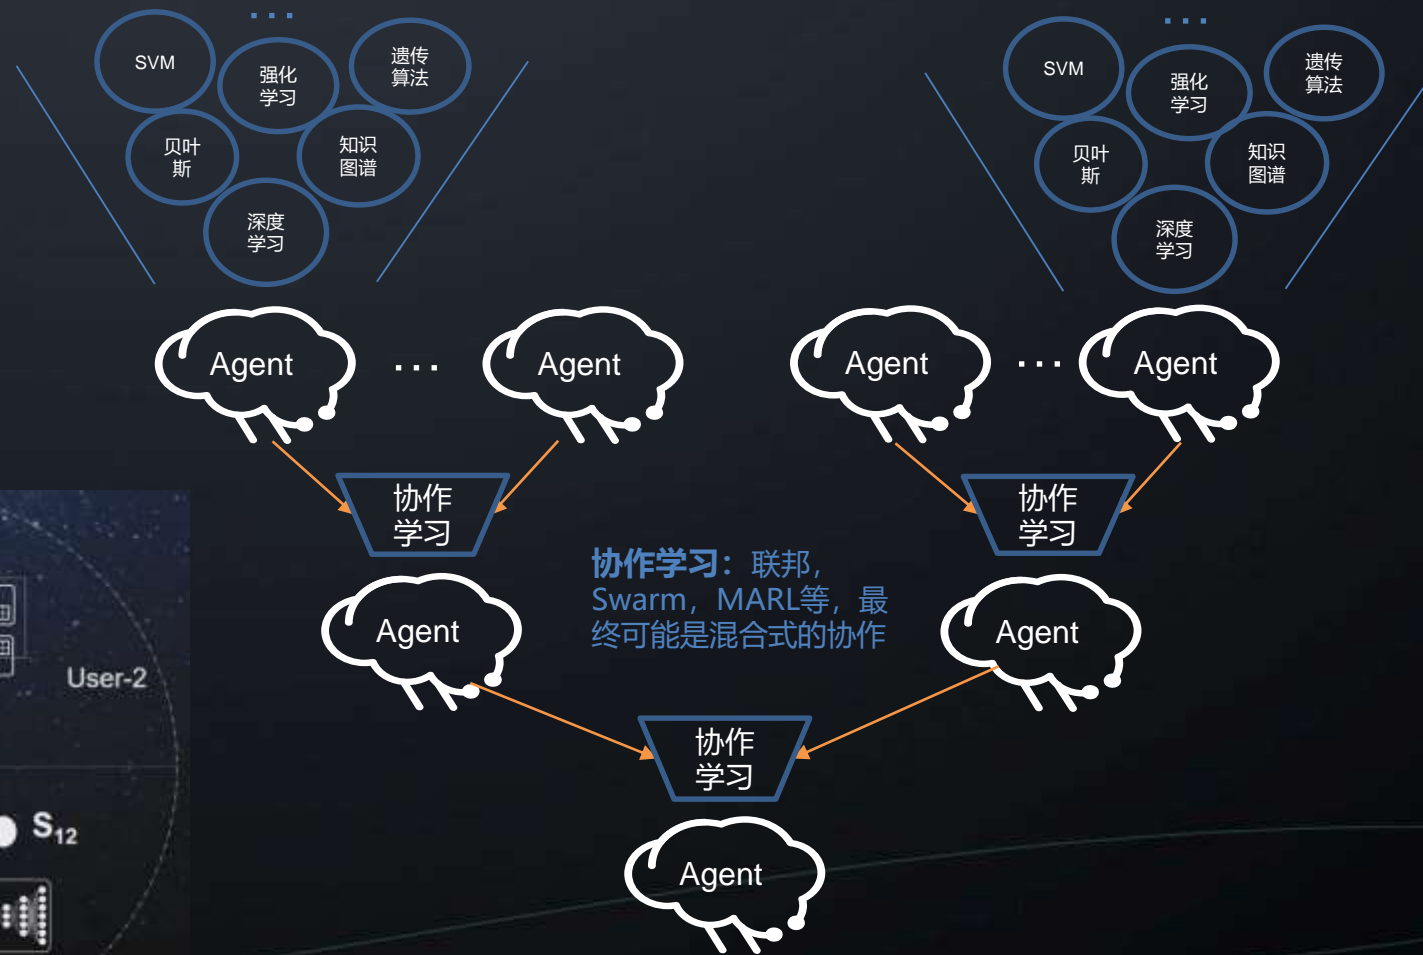 ...
SVM
强化
学习
遗传
算法
贝叶
斯
知识
图谱
深度
学习
...
SVM
强化
学习
遗传
算法
贝叶
斯
知识
图谱
深度
学习
Agent
...
Agent
Agent
...
Agent
协作
学习
协作
学习
协作学习：联邦，
Swarm，MARL等，最
终可能是混合式的协作
Agent
Agent
User-2
协作
学习
S12
Agent